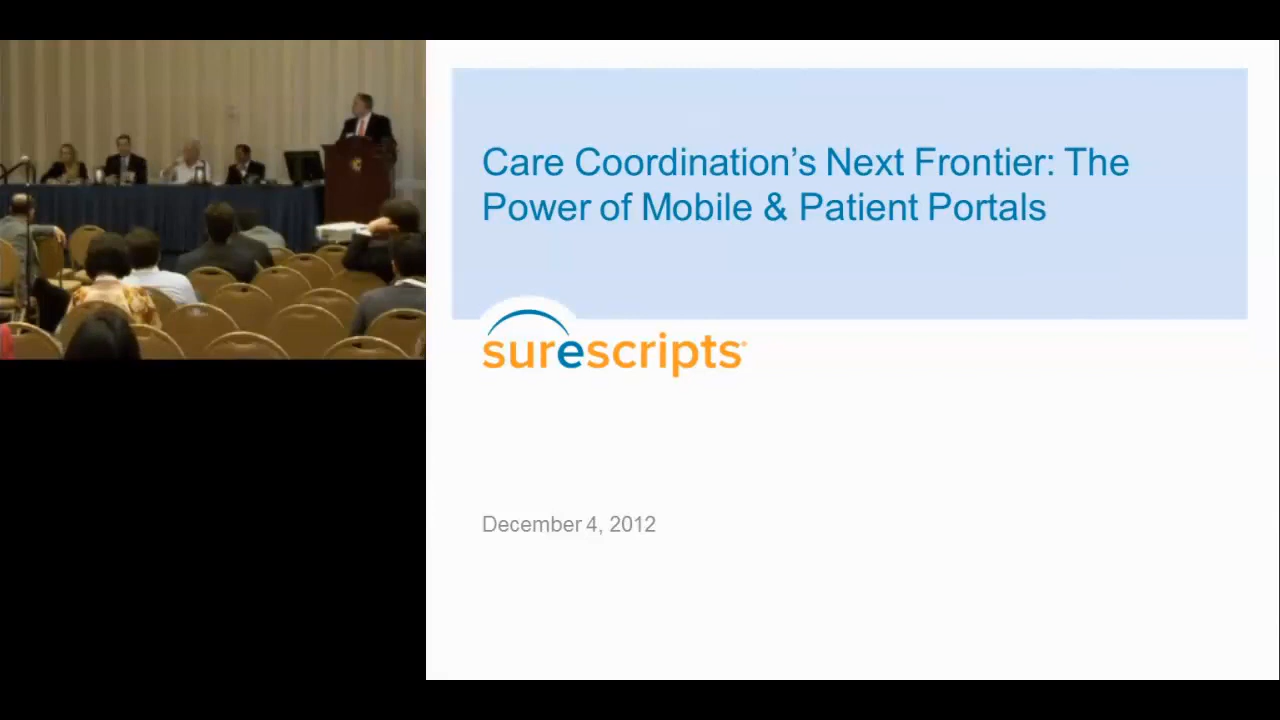 Care Coordination’s Next Frontier: The
Power of Mobile & Patient Portals
surescripts
December 4, 2012